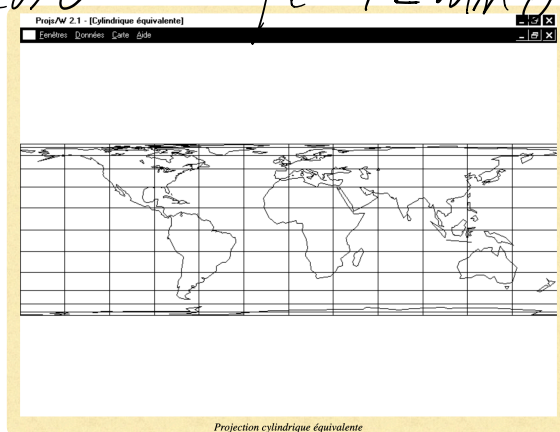 Projs/W 2.1 - [Cylindrique équivalente]
Fenêtres Données Carte Aide
Projection cylindrique équivalente